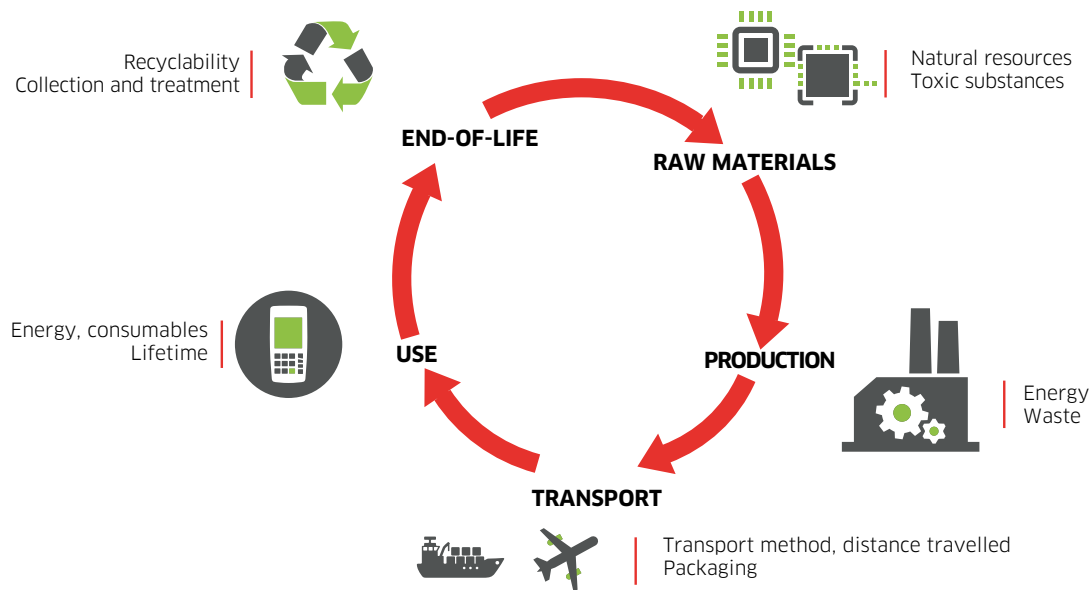 Recyclability
Collection and treatment
Natural resources
Toxic substances
END-OF-LIFE
RAW MATERIALS
Energy, consumables
Lifetime
USE
PRODUCTION
Energy
Waste
TRANSPORT
Transport method, distance travelled
Packaging